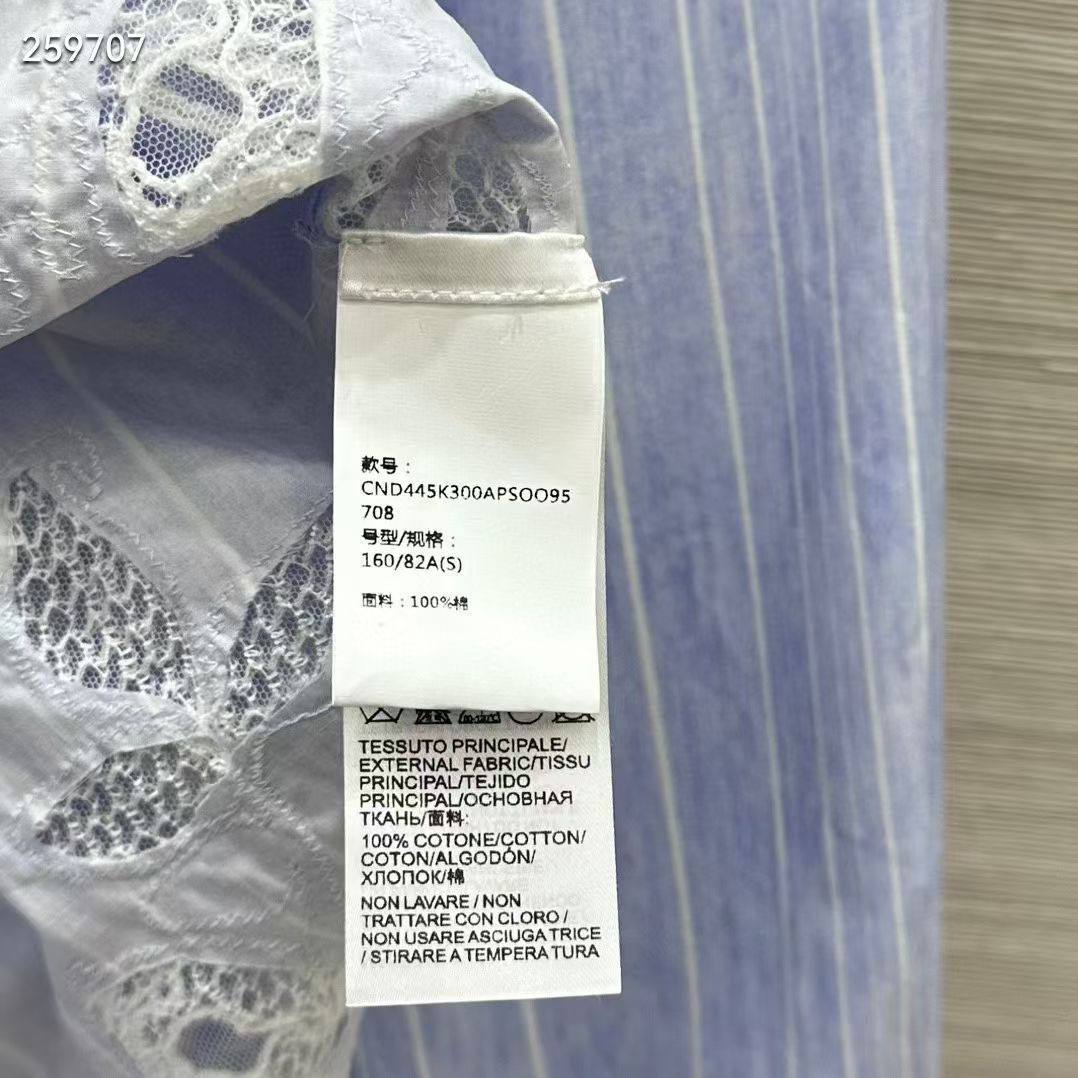 259707
款号：
CND445K300APSOO95
708
号型/规格：
160/82A(S)
面料：100%棉
TESSUTO PRINCIPALE/
EXTERNAL FABRIC/TISSU
PRINCIPAL/TEJIDO
PRINCIPAL/ОСНОВНАЯ
ТКАНЬ/面料:
100% COTONE/COTTON/
COTON/ALGODÓN/
ХЛОПОК/棉
NON LAVARE / NON
TRATTARE CON CLORO /
NON USARE ASCIUGA TRICE
/ STIRARE A TEMPERA TURA